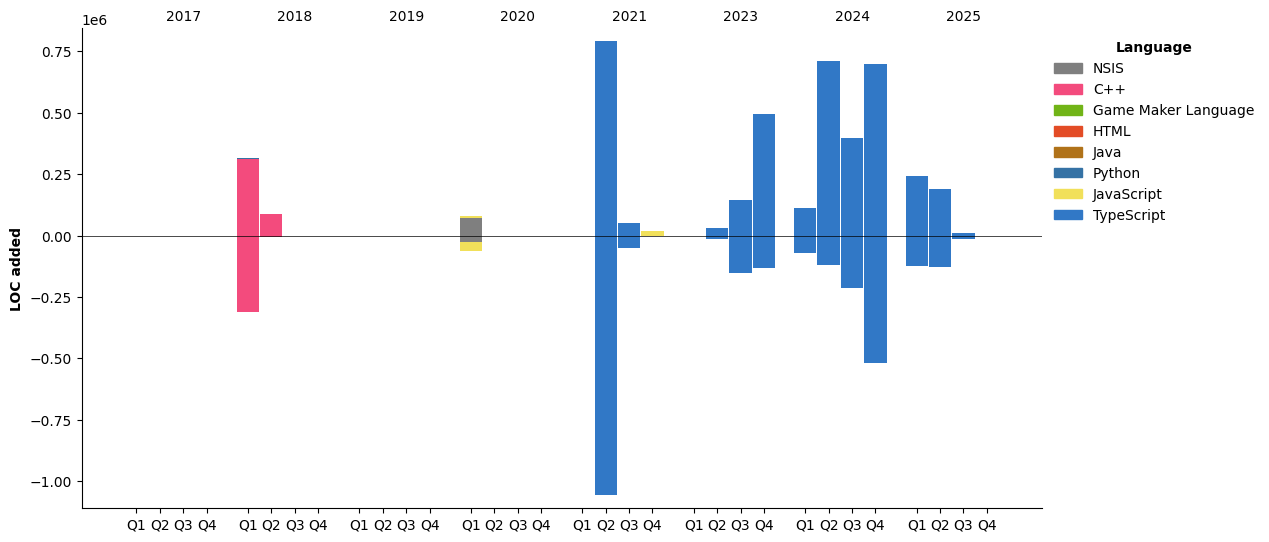 2017 2018 2019 2020 2021 2023 2024 2025
1e6
0.75
0.50
0.25
0.00
−0.25
−0.50
−0.75
−1.00
LOC added
Q1 Q2 Q3 Q4 Q1 Q2 Q3 Q4 Q1 Q2 Q3 Q4 Q1 Q2 Q3 Q4 Q1 Q2 Q3 Q4 Q1 Q2 Q3 Q4 Q1 Q2 Q3 Q4 Q1 Q2 Q3 Q4
Language
NSIS
C++
Game Maker Language
HTML
Java
Python
JavaScript
TypeScript